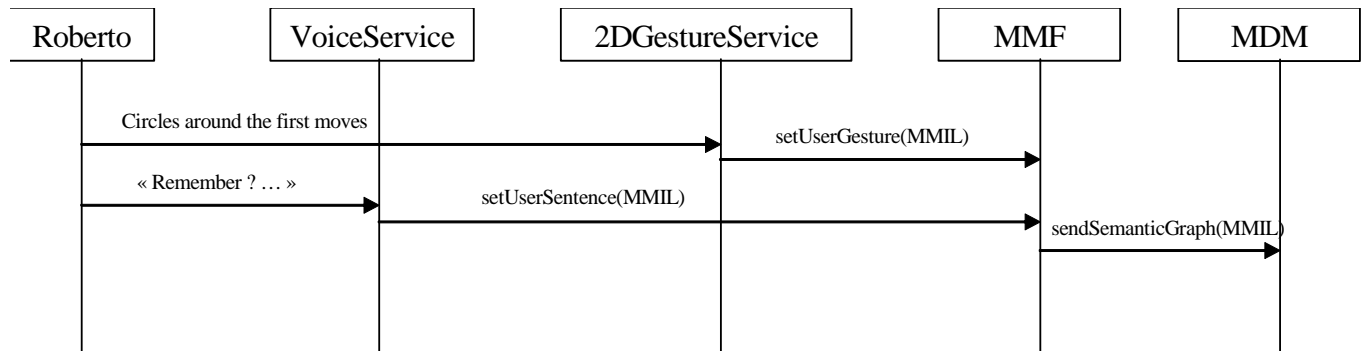 Roberto
VoiceService
2DGestureService
MMF
MDM
Circles around the first moves
setUserGesture(MMIL)
« Remember ? … »
setUserSentence(MMIL)
sendSemanticGraph(MMIL)